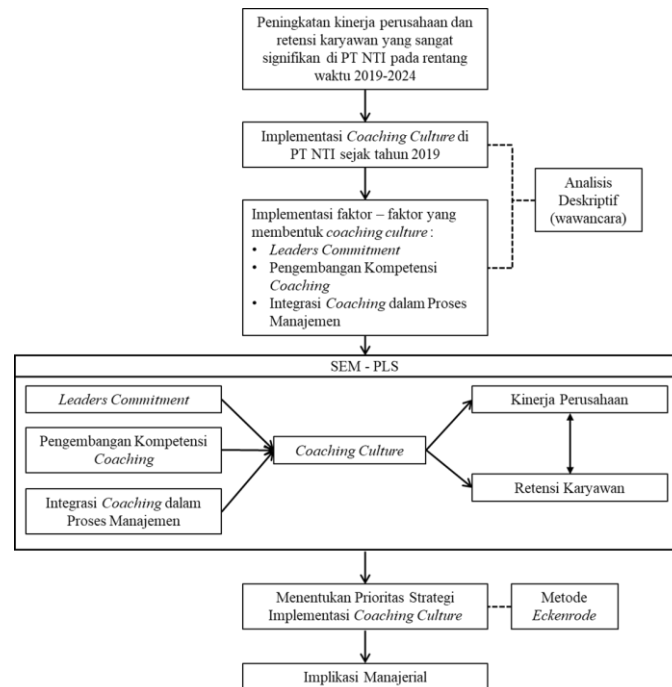 Peningkatan kinerja perusahaan dan
retensi karyawan yang sangat
signifikan di PT NTI pada rentang
waktu 2019-2024
Implementasi Coaching Culture di
PT NTI sejak tahun 2019
Analisis
Deskriptif
(wawancara)
Implementasi faktor – faktor yang
membentuk coaching culture :
• Leaders Commitment
• Pengembangan Kompetensi
Coaching
• Integrasi Coaching dalam Proses
Manajemen
SEM - PLS
Leaders Commitment
Pengembangan Kompetensi
Coaching
Integrasi Coaching dalam
Proses Manajemen
Coaching Culture
Kinerja Perusahaan
Retensi Karyawan
Menentukan Prioritas Strategi
Implementasi Coaching Culture
Metode
Eckenrode
Implikasi Manajerial